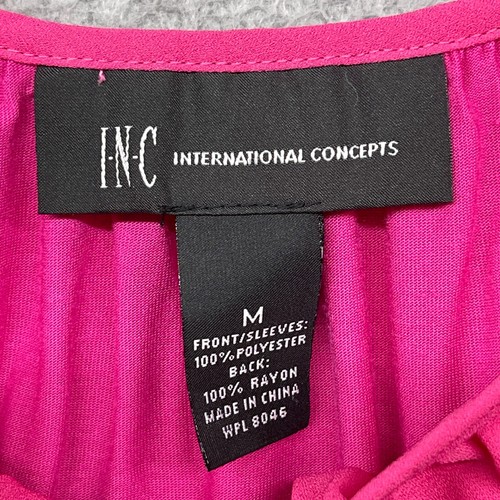 I·N·C INTERNATIONAL CONCEPTS
M
FRONT/SLEEVES:
100% POLYESTER
BACK:
100% RAYON
MADE IN CHINA
WPL 8046